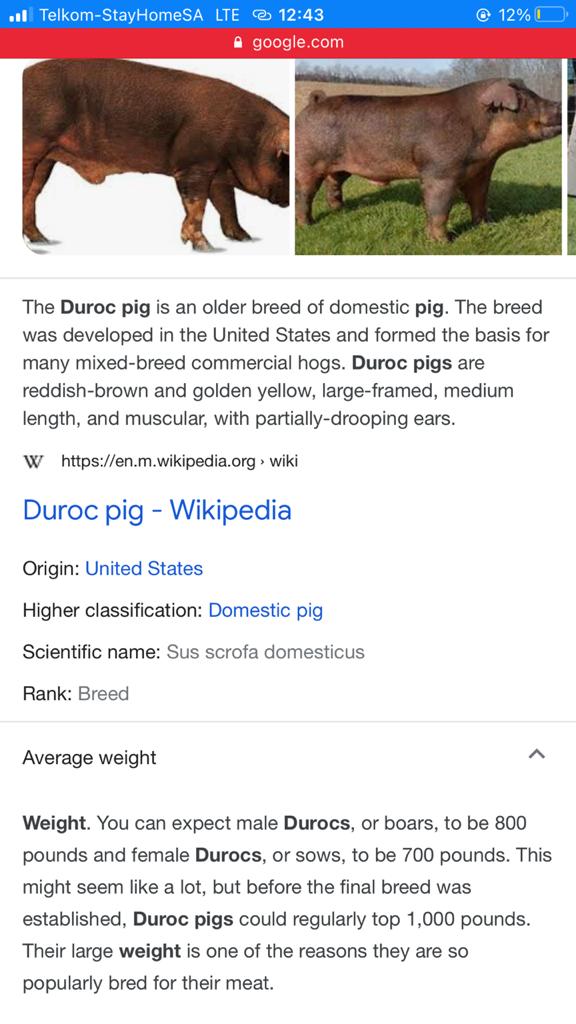 Telkom-StayHomeSA LTE 12:43 12%
google.com
The Duroc pig is an older breed of domestic pig. The breed
was developed in the United States and formed the basis for
many mixed-breed commercial hogs. Duroc pigs are
reddish-brown and golden yellow, large-framed, medium
length, and muscular, with partially-drooping ears.
W https://en.m.wikipedia.org › wiki
Duroc pig - Wikipedia
Origin: United States
Higher classification: Domestic pig
Scientific name: Sus scrofa domesticus
Rank: Breed
Average weight
Weight. You can expect male Durocs, or boars, to be 800
pounds and female Durocs, or sows, to be 700 pounds. This
might seem like a lot, but before the final breed was
established, Duroc pigs could regularly top 1,000 pounds.
Their large weight is one of the reasons they are so
popularly bred for their meat.